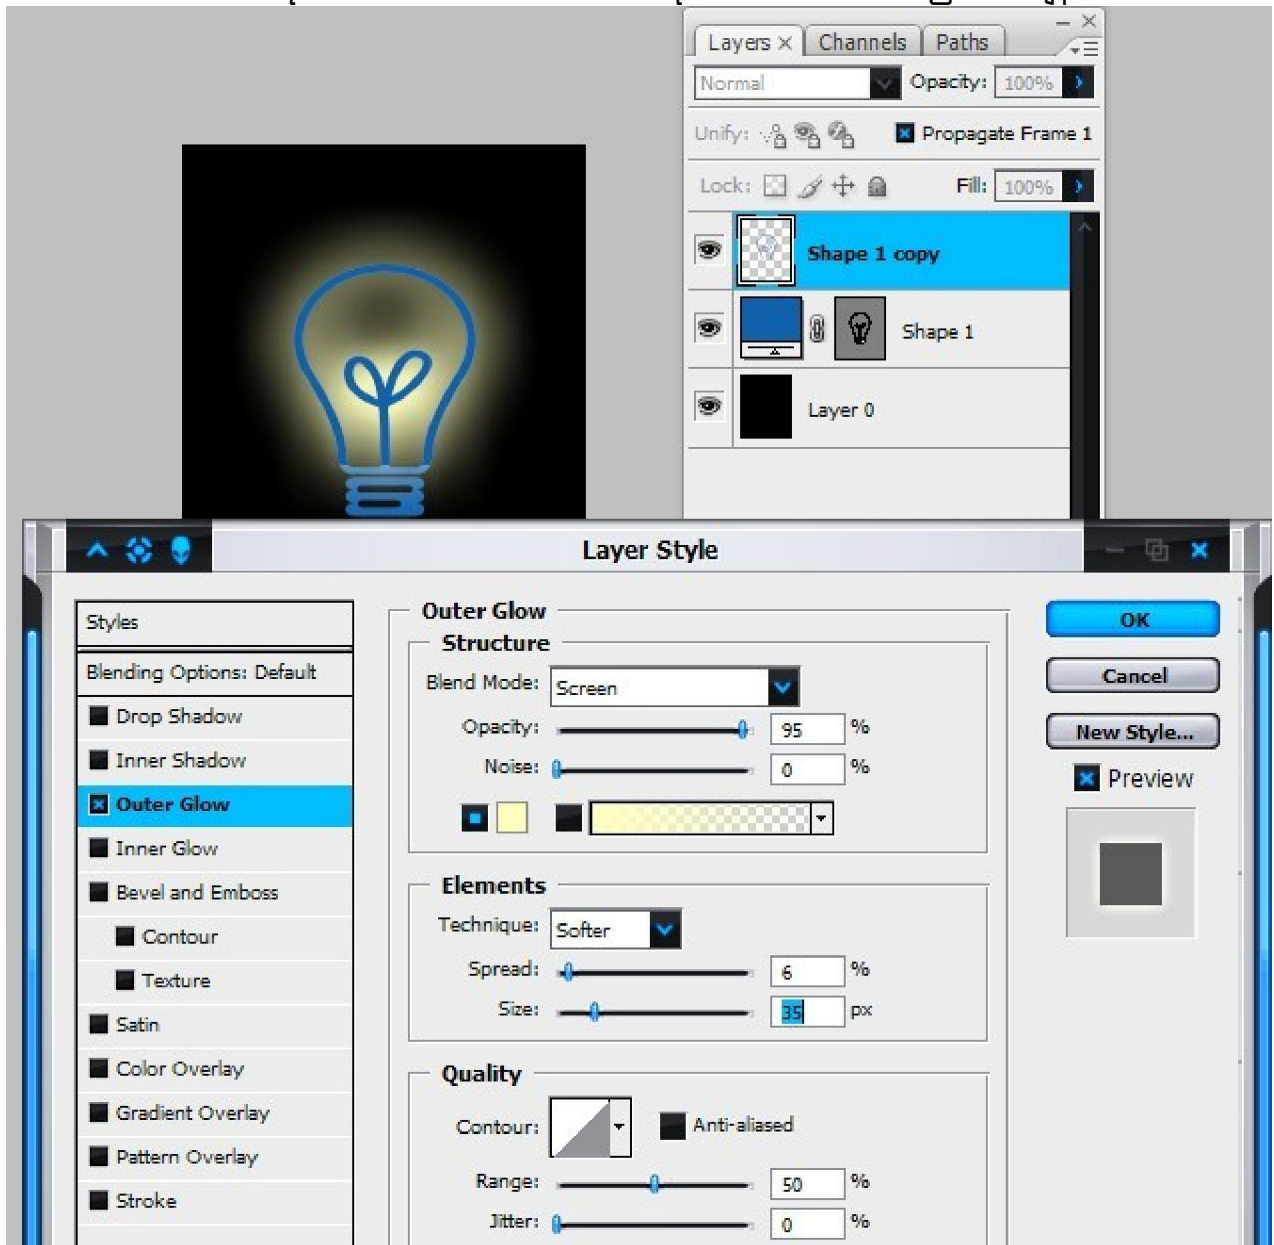 Layers × Channels Paths
Normal Opacity: 100%
Unify: Propagate Frame 1
Lock: Fill: 100%
Shape 1 copy
Shape 1
Layer 0
Layer Style
Styles
Blending Options: Default
Drop Shadow
Inner Shadow
Outer Glow
Inner Glow
Bevel and Emboss
Contour
Texture
Satin
Color Overlay
Gradient Overlay
Pattern Overlay
Stroke
Outer Glow
Structure
Blend Mode: Screen
Opacity: 95 %
Noise: 0 %
Elements
Technique: Softer
Spread: 6 %
Size: 35 px
Quality
Contour: Anti-aliased
Range: 50 %
Jitter: 0 %
OK
Cancel
New Style...
Preview